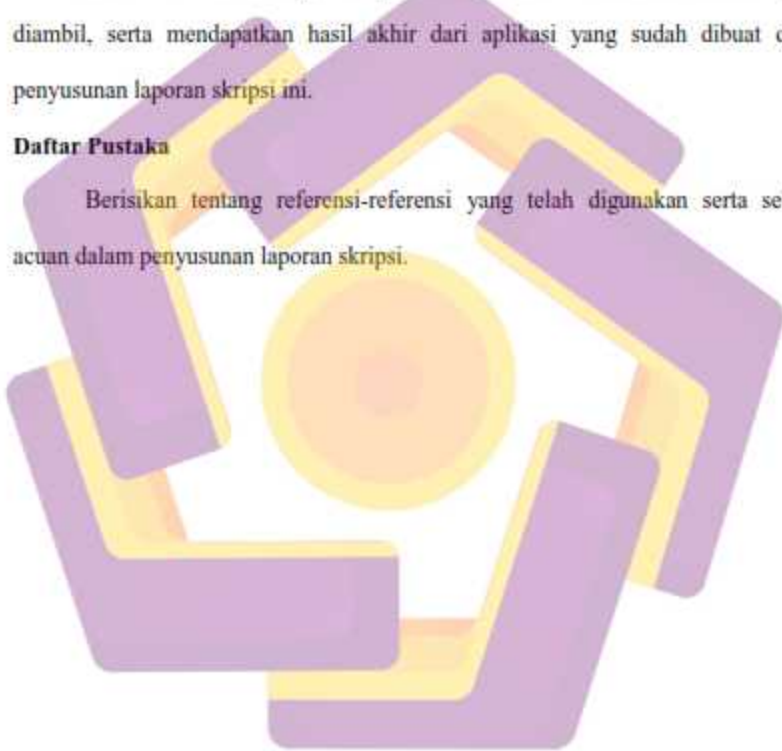 diambil, serta mendapatkan hasil akhir dari aplikasi yang sudah dibuat
penyusunan laporan skripsi ini.
Daftar Pustaka
Berisikan tentang referensi-referensi yang telah digunakan serta se
acuan dalam penyusunan laporan skripsi.